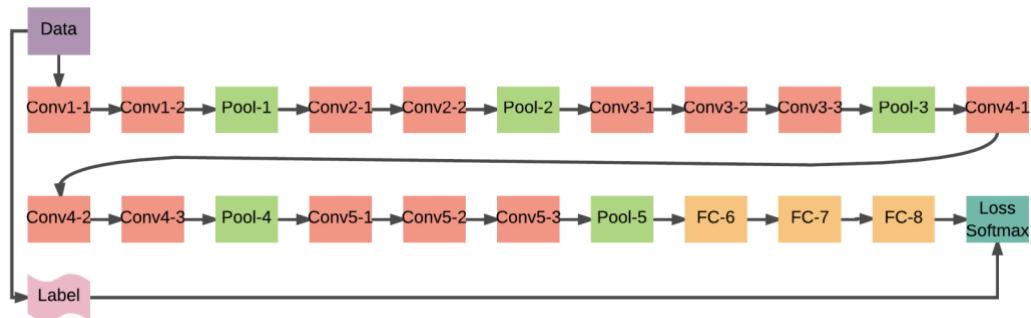 Data
Conv1-1
Conv1-2
Pool-1
Conv2-1
Conv2-2
Pool-2
Conv3-1
Conv3-2
Conv3-3
Pool-3
Conv4-1
Conv4-2
Conv4-3
Pool-4
Conv5-1
Conv5-2
Conv5-3
Pool-5
FC-6
FC-7
FC-8
Loss
Softmax
Label